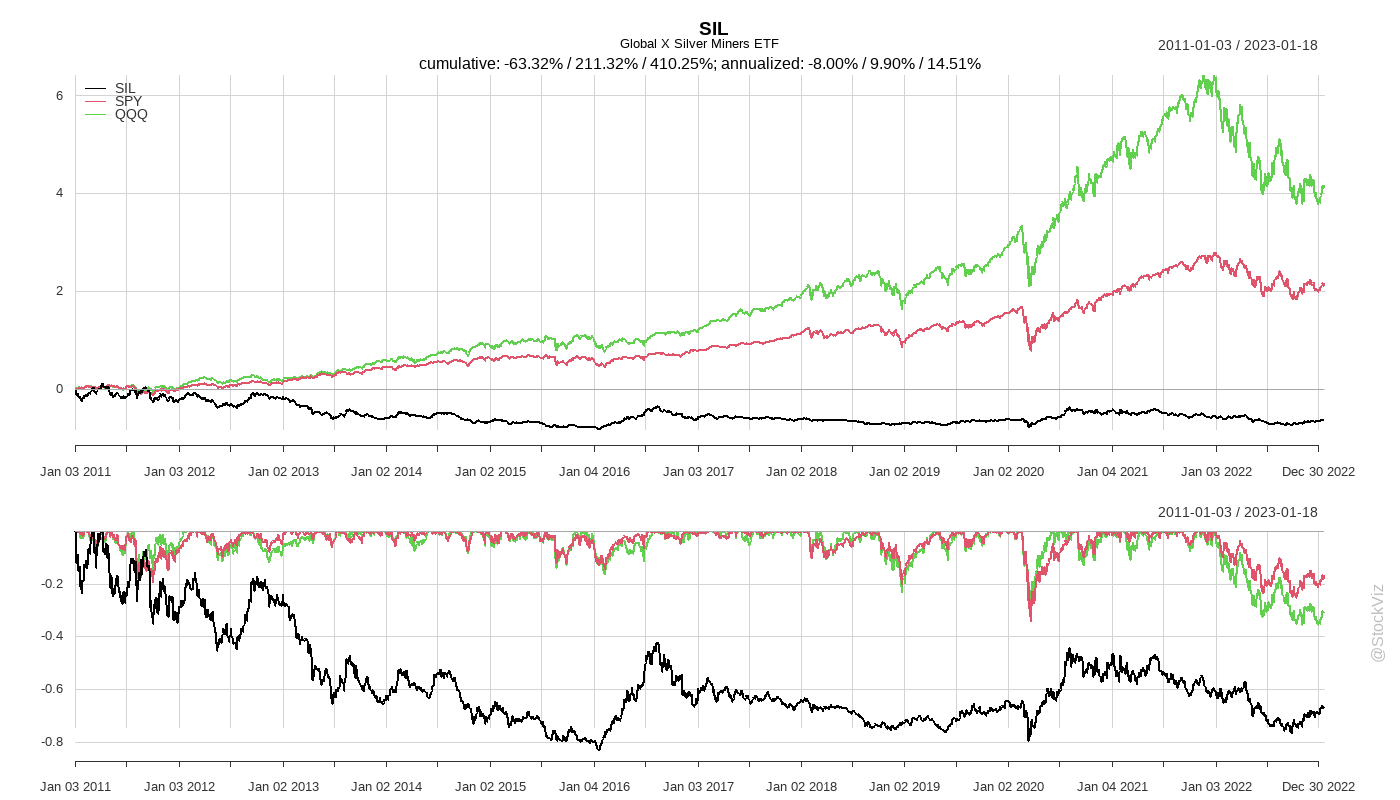 SIL
Global X Silver Miners ETF
2011-01-03 / 2023-01-18
cumulative: -63.32% / 211.32% / 410.25%; annualized: -8.00% / 9.90% / 14.51%
SIL
SPY
QQQ
6
4
2
0
Jan 03 2011 Jan 03 2012 Jan 02 2013 Jan 02 2014 Jan 02 2015 Jan 04 2016 Jan 03 2017 Jan 02 2018 Jan 02 2019 Jan 02 2020 Jan 04 2021 Jan 03 2022 Dec 30 2022
2011-01-03 / 2023-01-18
-0.2
-0.4
-0.6
-0.8
Jan 03 2011 Jan 03 2012 Jan 02 2013 Jan 02 2014 Jan 02 2015 Jan 04 2016 Jan 03 2017 Jan 02 2018 Jan 02 2019 Jan 02 2020 Jan 04 2021 Jan 03 2022 Dec 30 2022
@StockViz